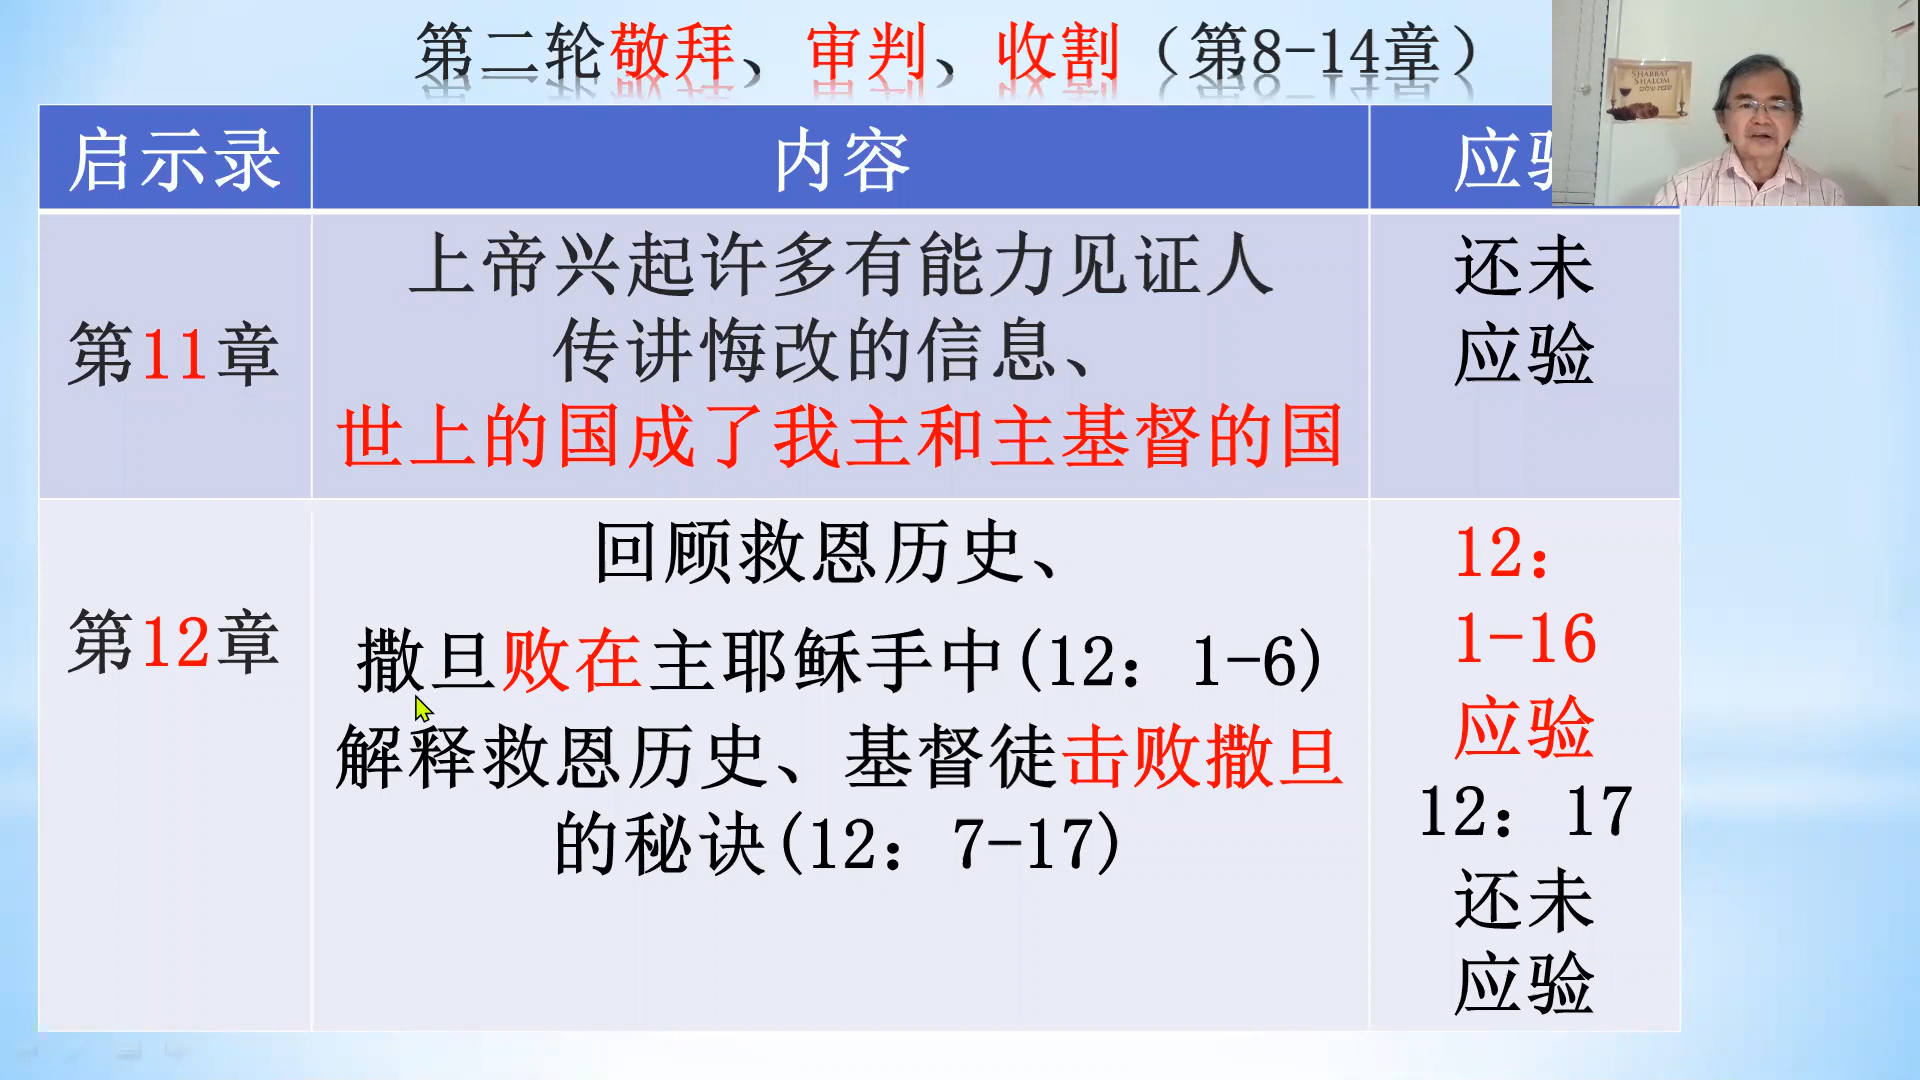 第二轮敬拜、审判、收割（第8-14章）
SHABBAT
SHALOM
启示录
内容
应
第11章
上帝兴起许多有能力见证人
传讲悔改的信息、
世上的国成了我主和主基督的国
还未
应验
第12章
回顾救恩历史、
撒旦败在主耶稣手中(12：1-6)
解释救恩历史、基督徒击败撒旦
的秘诀(12：7-17)
12：
1-16
应验
12：17
还未
应验